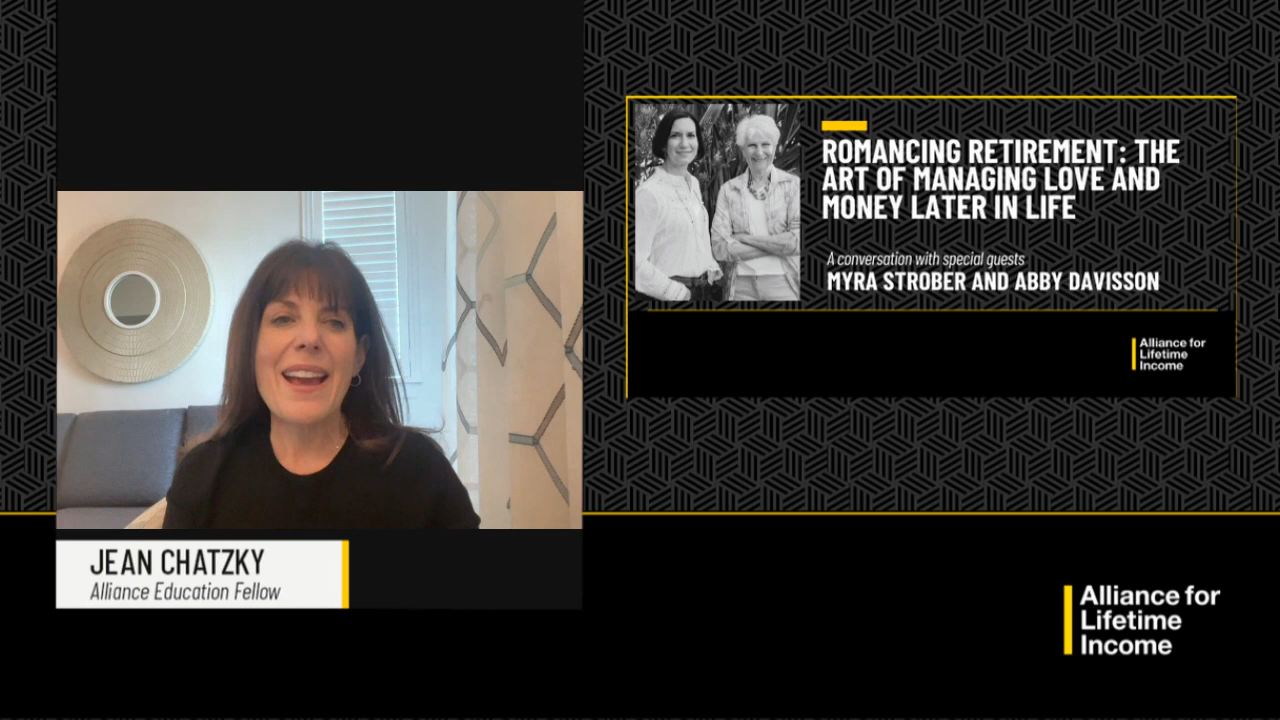 ROMANCING RETIREMENT: THE
ART OF MANAGING LOVE AND
MONEY LATER IN LIFE
A conversation with special guests
MYRA STROBER AND ABBY DAVISSON
Alliance for
Lifetime
Income
JEAN CHATZKY
Alliance Education Fellow
Alliance for
Lifetime
Income